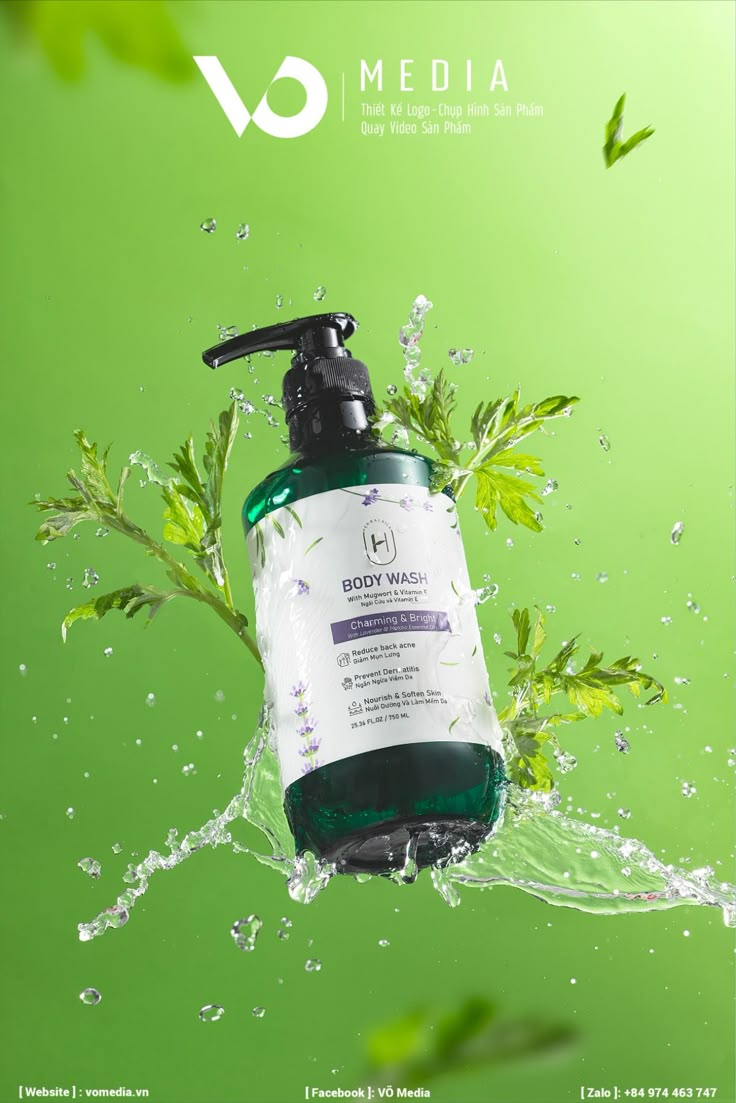 VO
MEDIA
Thiết Kế Logo-Chụp Hình Sản Phẩm
Quay Video Sản Phẩm
H
BODY WASH
With Mugwort & Vitamin E
Ngải Cứu và Vitamin E
Charming & Bright
With Lavender & Essential
Reduce back acne
Giảm Mụn Lưng
Prevent Dermatitis
Ngăn Ngừa Viêm Da
Nourish & Soften Skin
Nuôi Dưỡng Và Làm Mềm Da
25.36 FL.OZ / 750 ML
[ Website ] : vomedia.vn
[ Facebook ]: VÕ Media
[ Zalo ]: +84 974 463 747